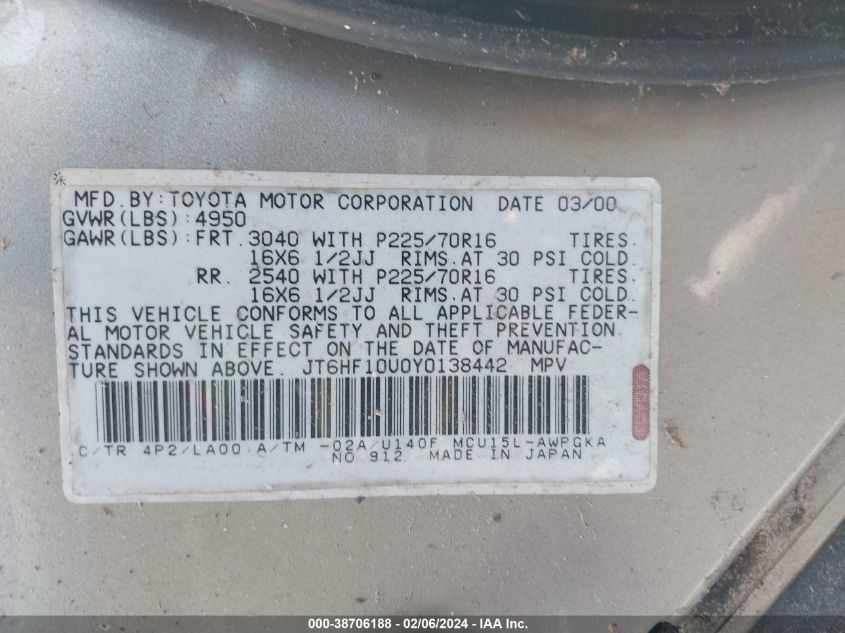 MFD.BY:TOYOTA MOTOR CORPORATION DATE 03/00
GVWR(LBS):4950
GAWR(LBS):FRT.3040 WITH P225/70R16 TIRES.
16X6 1/2JJ RIMS.AT 30 PSI COLD.
RR. 2540 WITH P225/70R16 TIRES.
16X6 1/2JJ RIMS.AT 30 PSI COLD.
THIS VEHICLE CONFORMS TO ALL APPLICABLE FEDER-
AL MOTOR VEHICLE SAFETY AND THEFT PREVENTION
STANDARDS IN EFFECT ON THE DATE OF MANUFAC-
TURE SHOWN ABOVE. JT6HF10U0Y0138442 MPV
C/TR 4P2/LA00 A/TM -02A/U140F MCU15L-AWPGKA
NO 912 MADE IN JAPAN
000-38706188 - 02/06/2024 - IAA Inc.